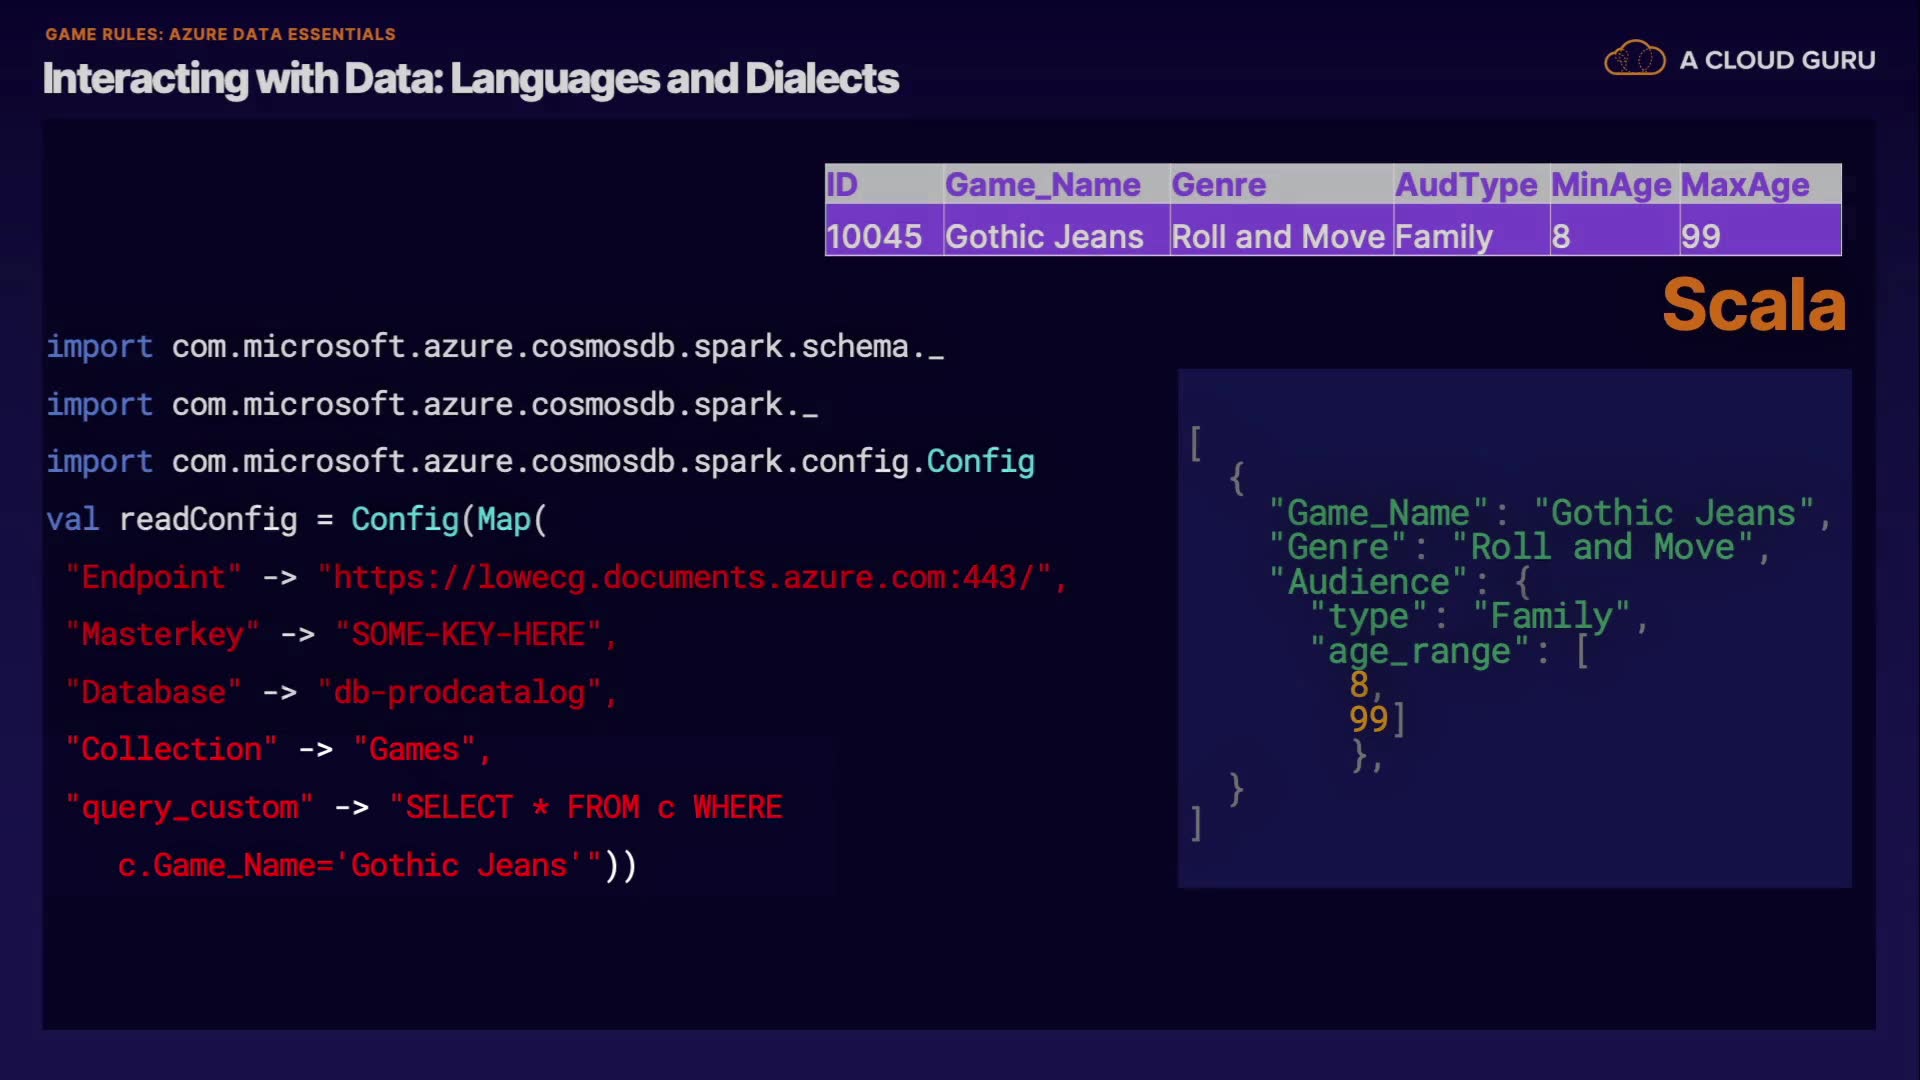 GAME RULES: AZURE DATA ESSENTIALS
Interacting with Data: Languages and Dialects
A CLOUD GURU
ID Game_Name Genre AudType MinAge MaxAge
10045 Gothic Jeans Roll and Move Family 8 99
Scala
import com.microsoft.azure.cosmosdb.spark.schema._
import com.microsoft.azure.cosmosdb.spark._
import com.microsoft.azure.cosmosdb.spark.config.Config
val readConfig = Config(Map(
"Endpoint" -> "https://lowecg.documents.azure.com:443/",
"Masterkey" -> "SOME-KEY-HERE",
"Database" -> "db-prodcatalog",
"Collection" -> "Games",
"query_custom" -> "SELECT * FROM c WHERE
c.Game_Name='Gothic Jeans'"))
[
{
"Game_Name": "Gothic Jeans",
"Genre": "Roll and Move",
"Audience": {
"type": "Family",
"age_range": [
8,
99]
},
}
]